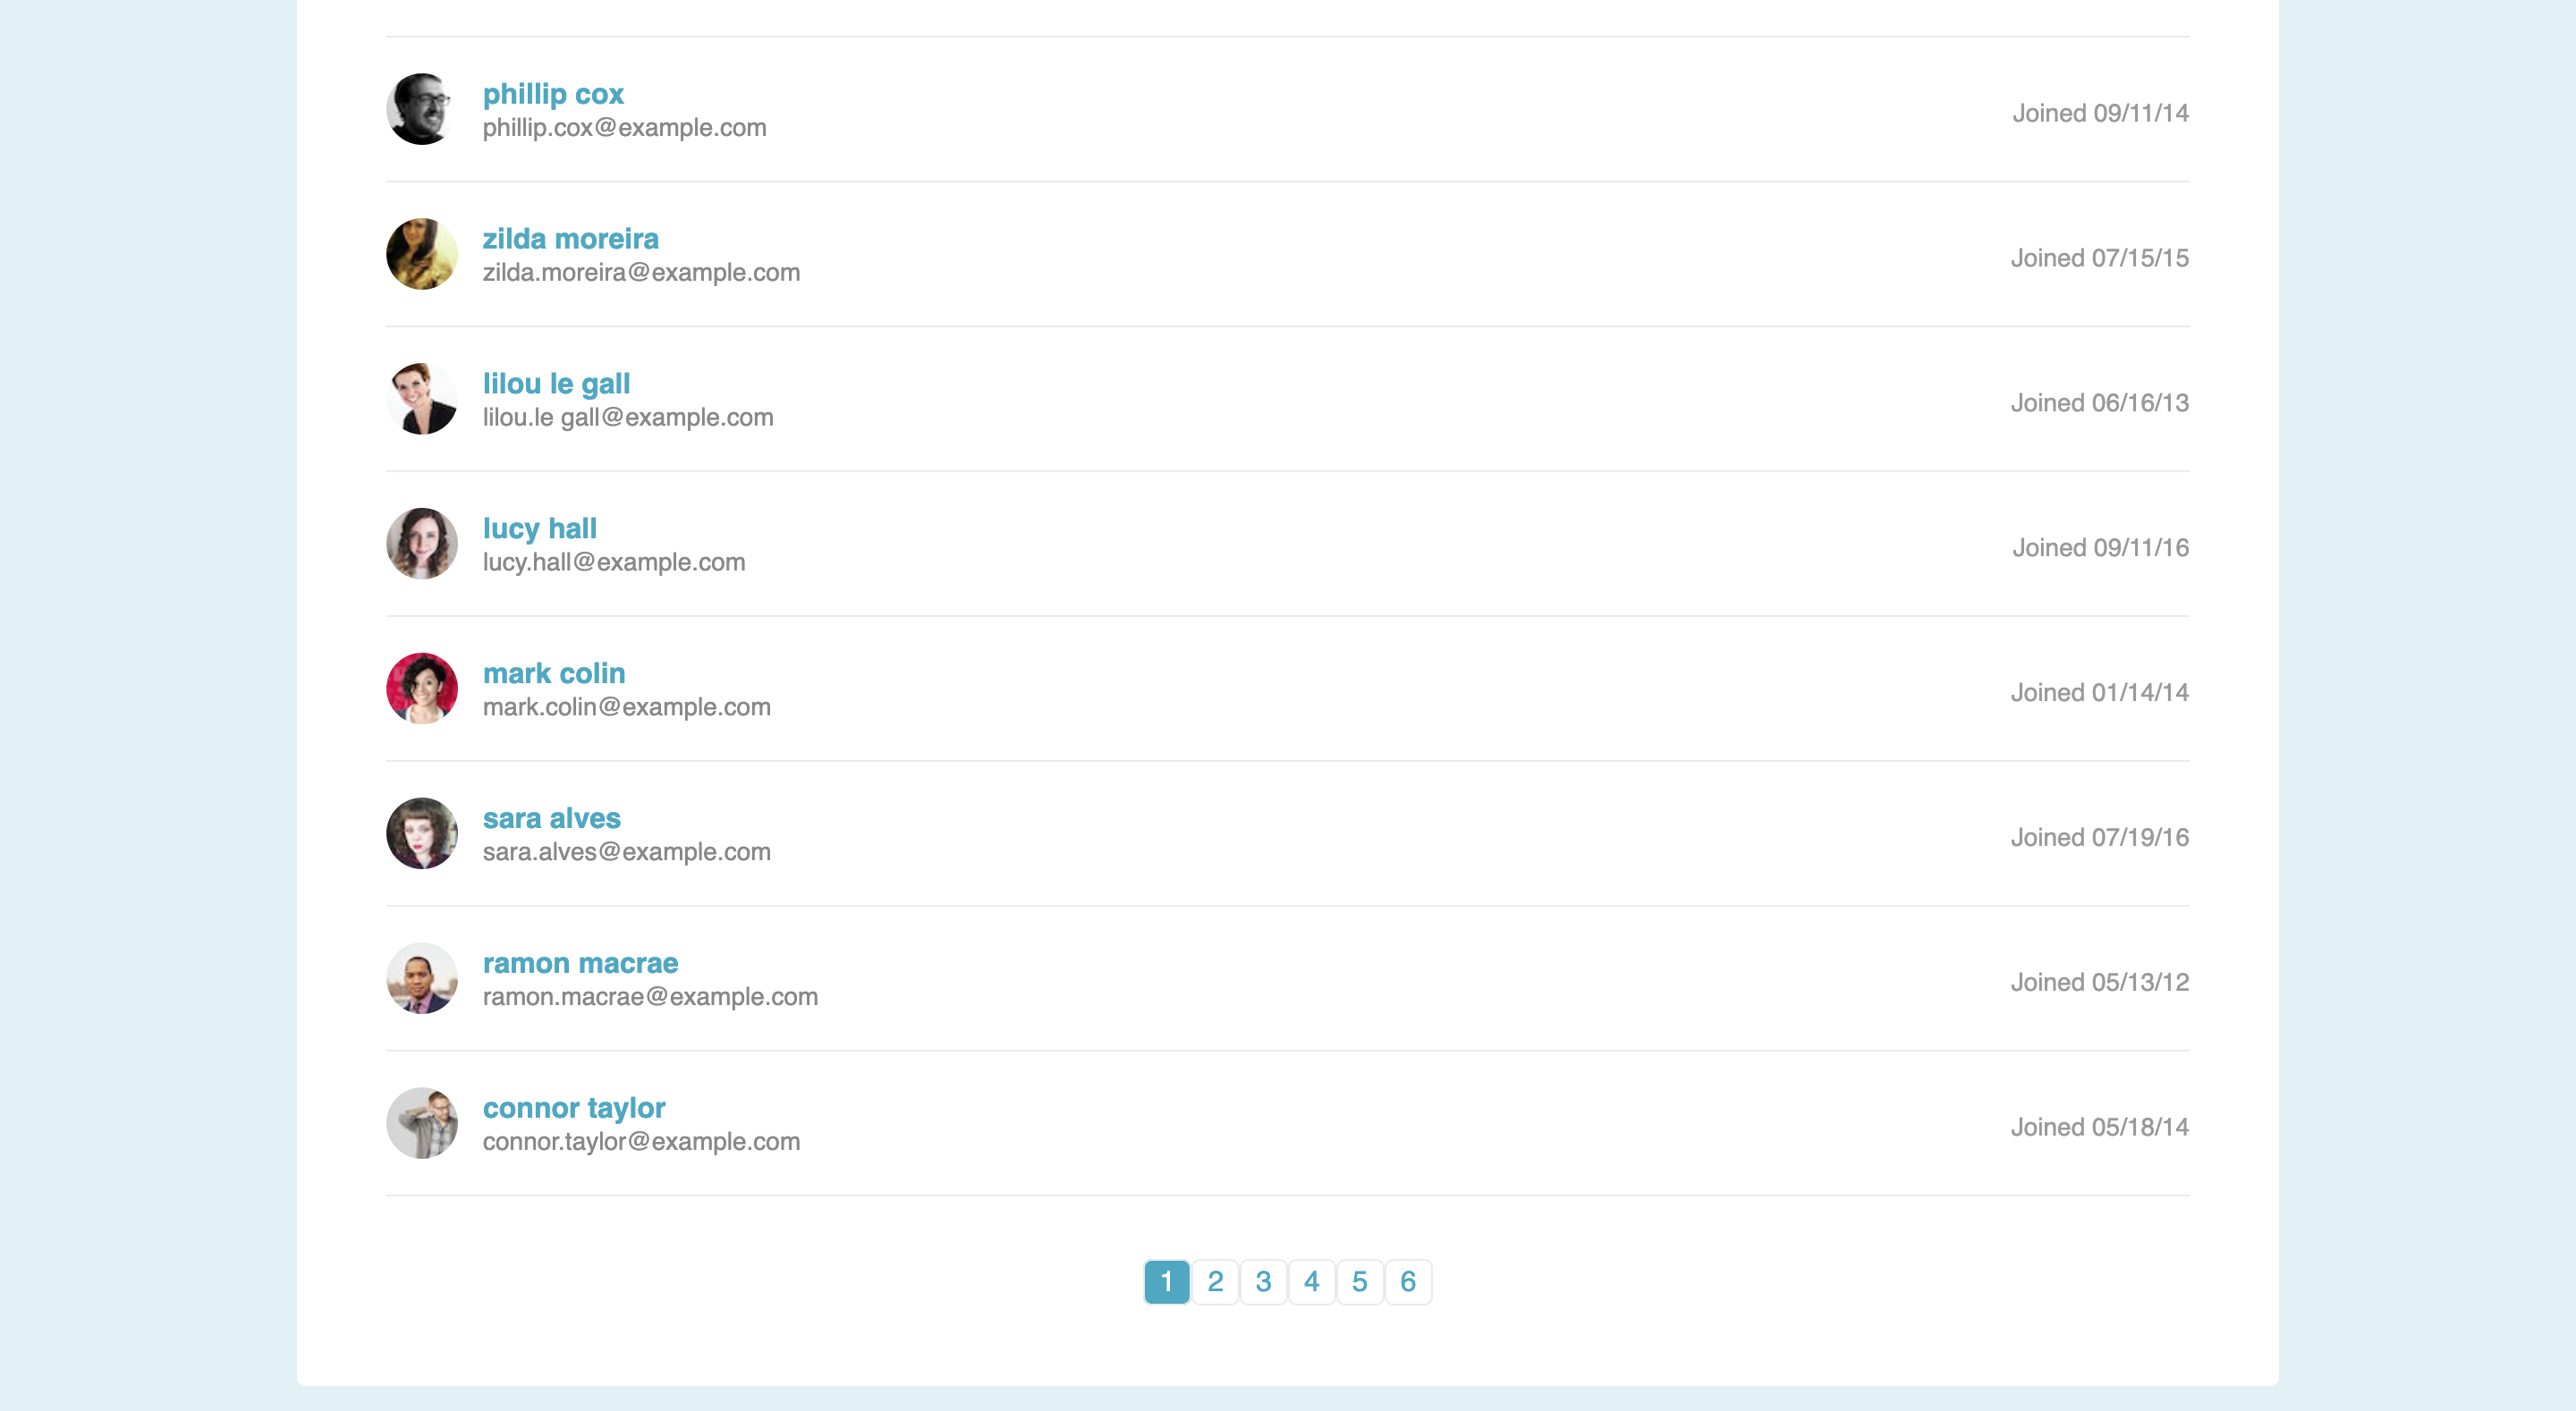 phillip cox
phillip.cox@example.com
Joined 09/11/14
zilda moreira
zilda.moreira@example.com
Joined 07/15/15
lilou le gall
lilou.le gall@example.com
Joined 06/16/13
lucy hall
lucy.hall@example.com
Joined 09/11/16
mark colin
mark.colin@example.com
Joined 01/14/14
sara alves
sara.alves@example.com
Joined 07/19/16
ramon macrae
ramon.macrae@example.com
Joined 05/13/12
connor taylor
connor.taylor@example.com
Joined 05/18/14
1 2 3 4 5 6